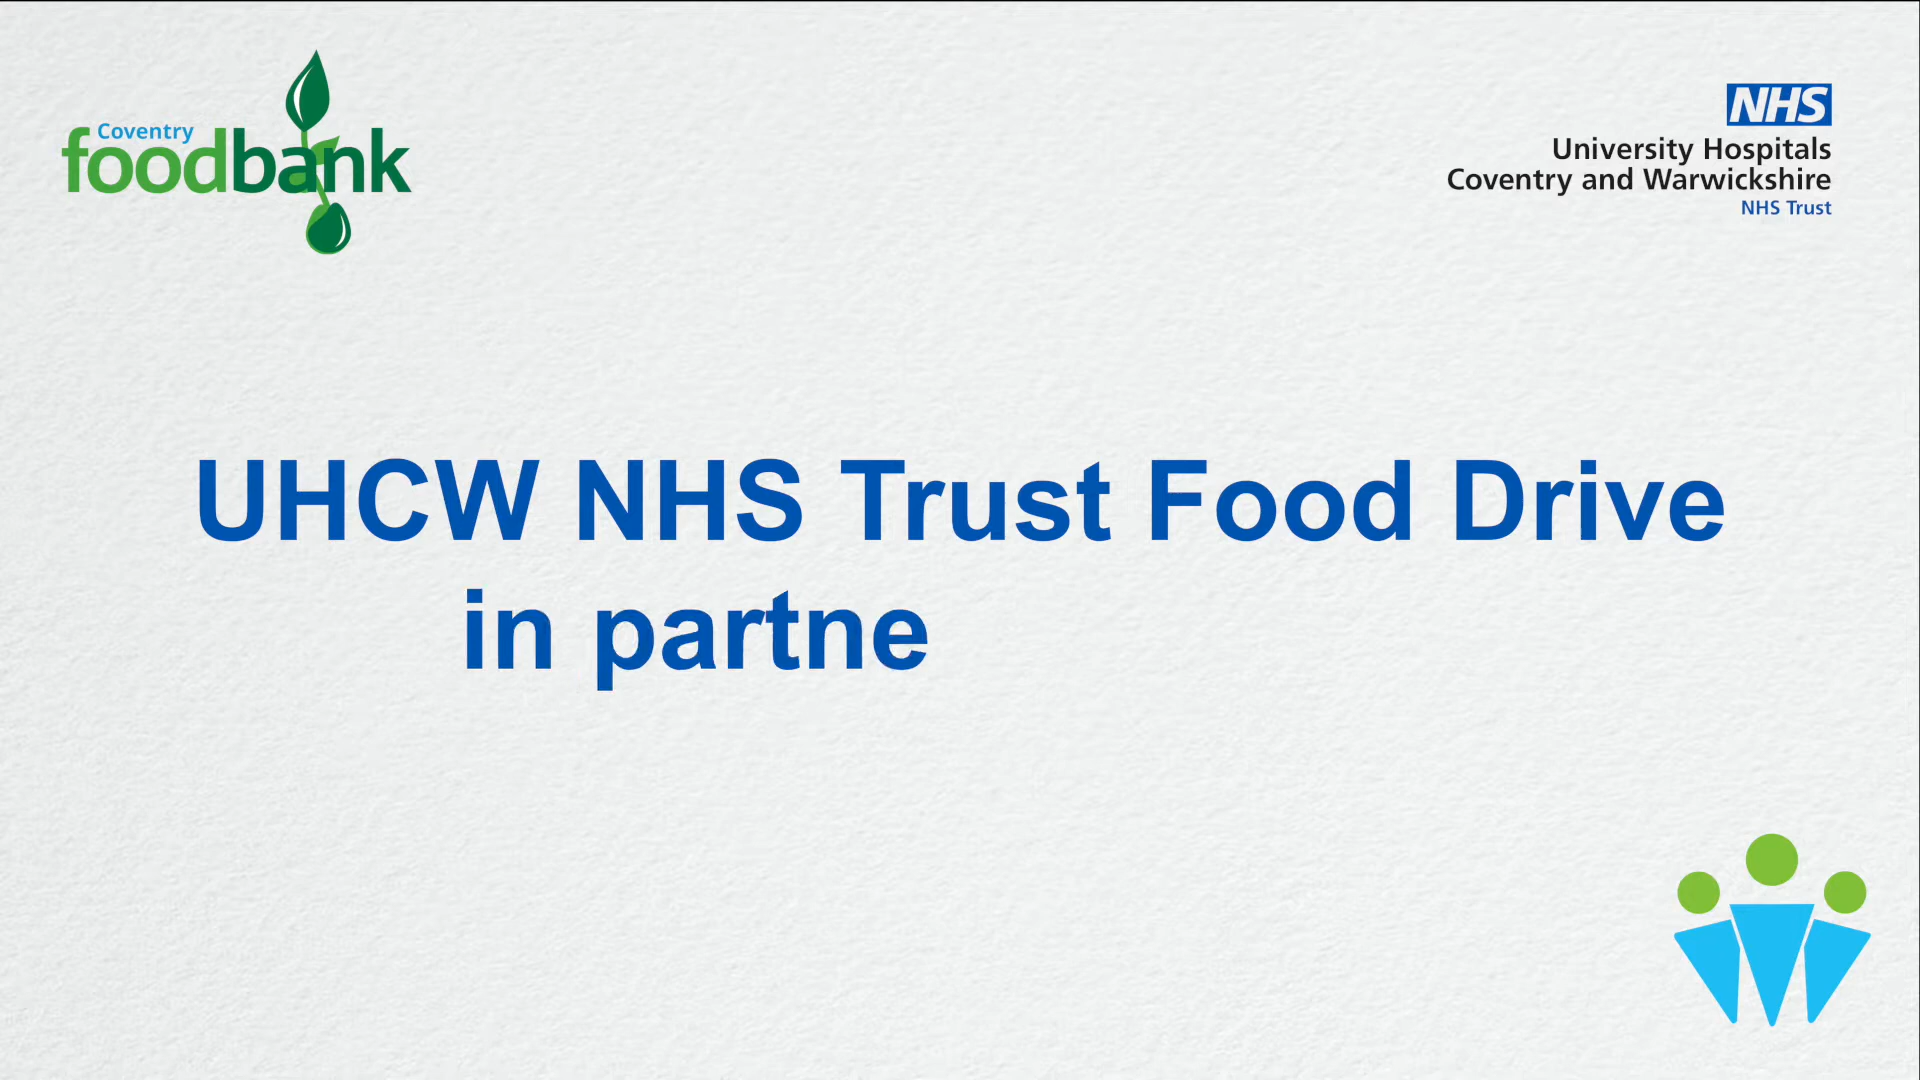 Coventry
foodbank
NHS
University Hospitals
Coventry and Warwickshire
NHS Trust
UHCW NHS Trust Food Drive
in partne